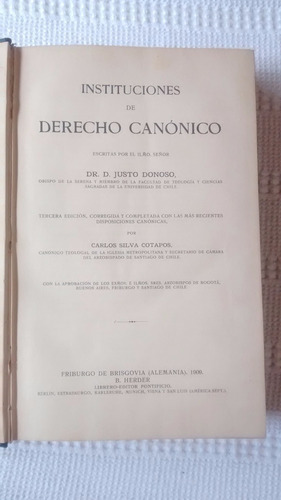 INSTITUCIONES
DE
DERECHO CANÓNICO
ESCRITAS POR EL ILMO. SEÑOR
DR. D. JUSTO DONOSO,
OBISPO DE LA SERENA Y MIEMBRO DE LA FACULTAD DE TEOLOGÍA Y CIENCIAS
SAGRADAS DE LA UNIVERSIDAD DE CHILE.
TERCERA EDICIÓN, CORREGIDA Y COMPLETADA CON LAS MÁS RECIENTES
DISPOSICIONES CANÓNICAS,
POR
CARLOS SILVA COTAPOS,
CANÓNIGO TEOLOGAL DE LA IGLESIA METROPOLITANA Y SECRETARIO DE CÁMARA
DEL ARZOBISPADO DE SANTIAGO DE CHILE.
CON LA APROBACIÓN DE LOS EXMOS. É ILMOS. SRES. ARZOBISPOS DE BOGOTÁ,
BUENOS AIRES, FRIBURGO Y SANTIAGO DE CHILE.
FRIBURGO DE BRISGOVIA (ALEMANIA), 1909.
B. HERDER
LIBRERO-EDITOR PONTIFICIO.
BERLÍN, ESTRASBURGO, KARLSRUHE, MUNICH, VIENA Y SAN LUIS (AMÉRICA SEPT.).